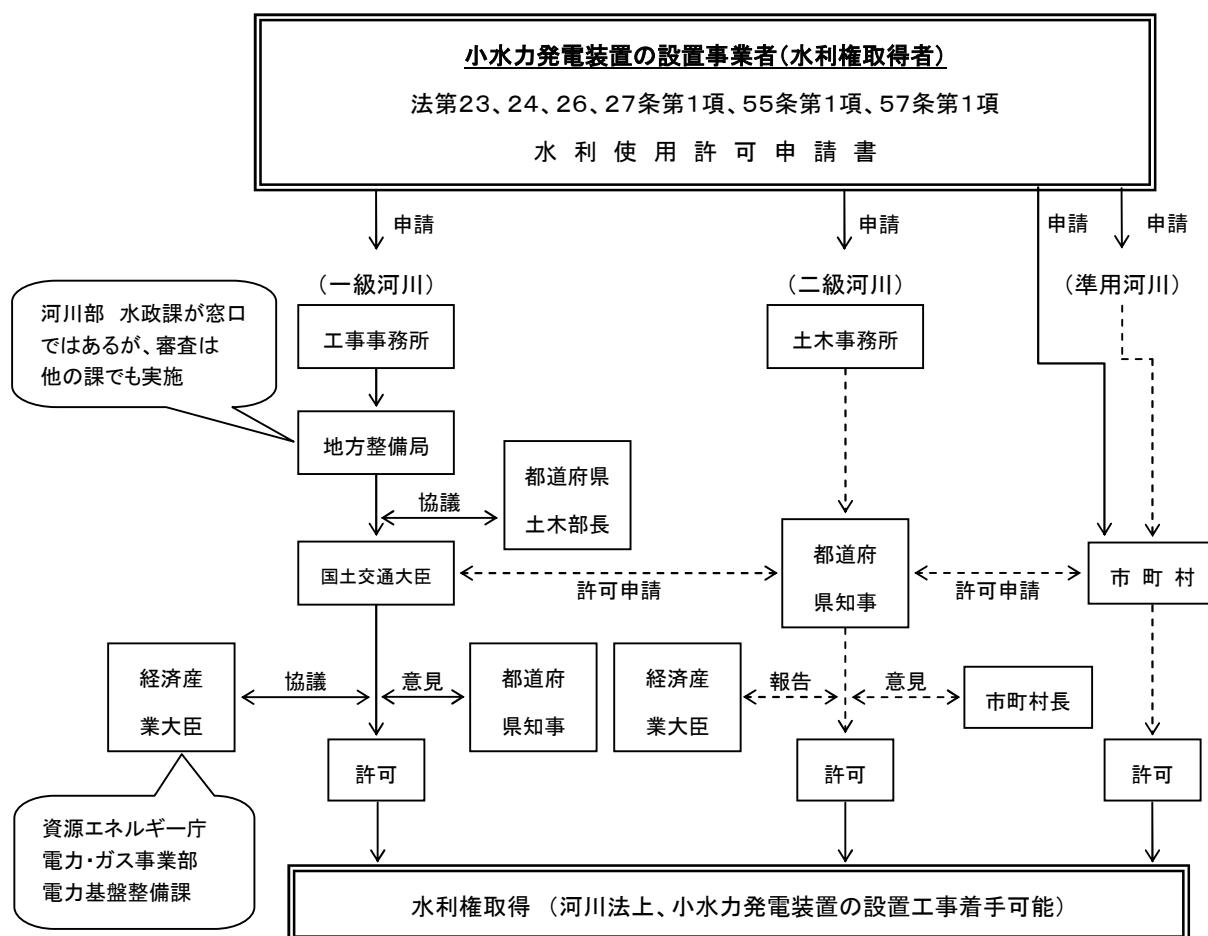 小水力発電装置の設置事業者(水利権取得者)
法第23、24、26、27条第1項、55条第1項、57条第1項
水 利 使 用 許 可 申 請 書
申請
申請
申請
申請
(一級河川)
(二級河川)
(準用河川)
河川部 水政課が窓口
ではあるが、審査は
他の課でも実施
工事事務所
土木事務所
地方整備局
協議
都道府県
土木部長
国土交通大臣
許可申請
都道府
県知事
許可申請
市 町 村
経済産
業大臣
協議
意見
都道府
県知事
経済産
業大臣
報告
意見
市町村長
許可
許可
許可
資源エネルギー庁
電力・ガス事業部
電力基盤整備課
水利権取得 (河川法上、小水力発電装置の設置工事着手可能)